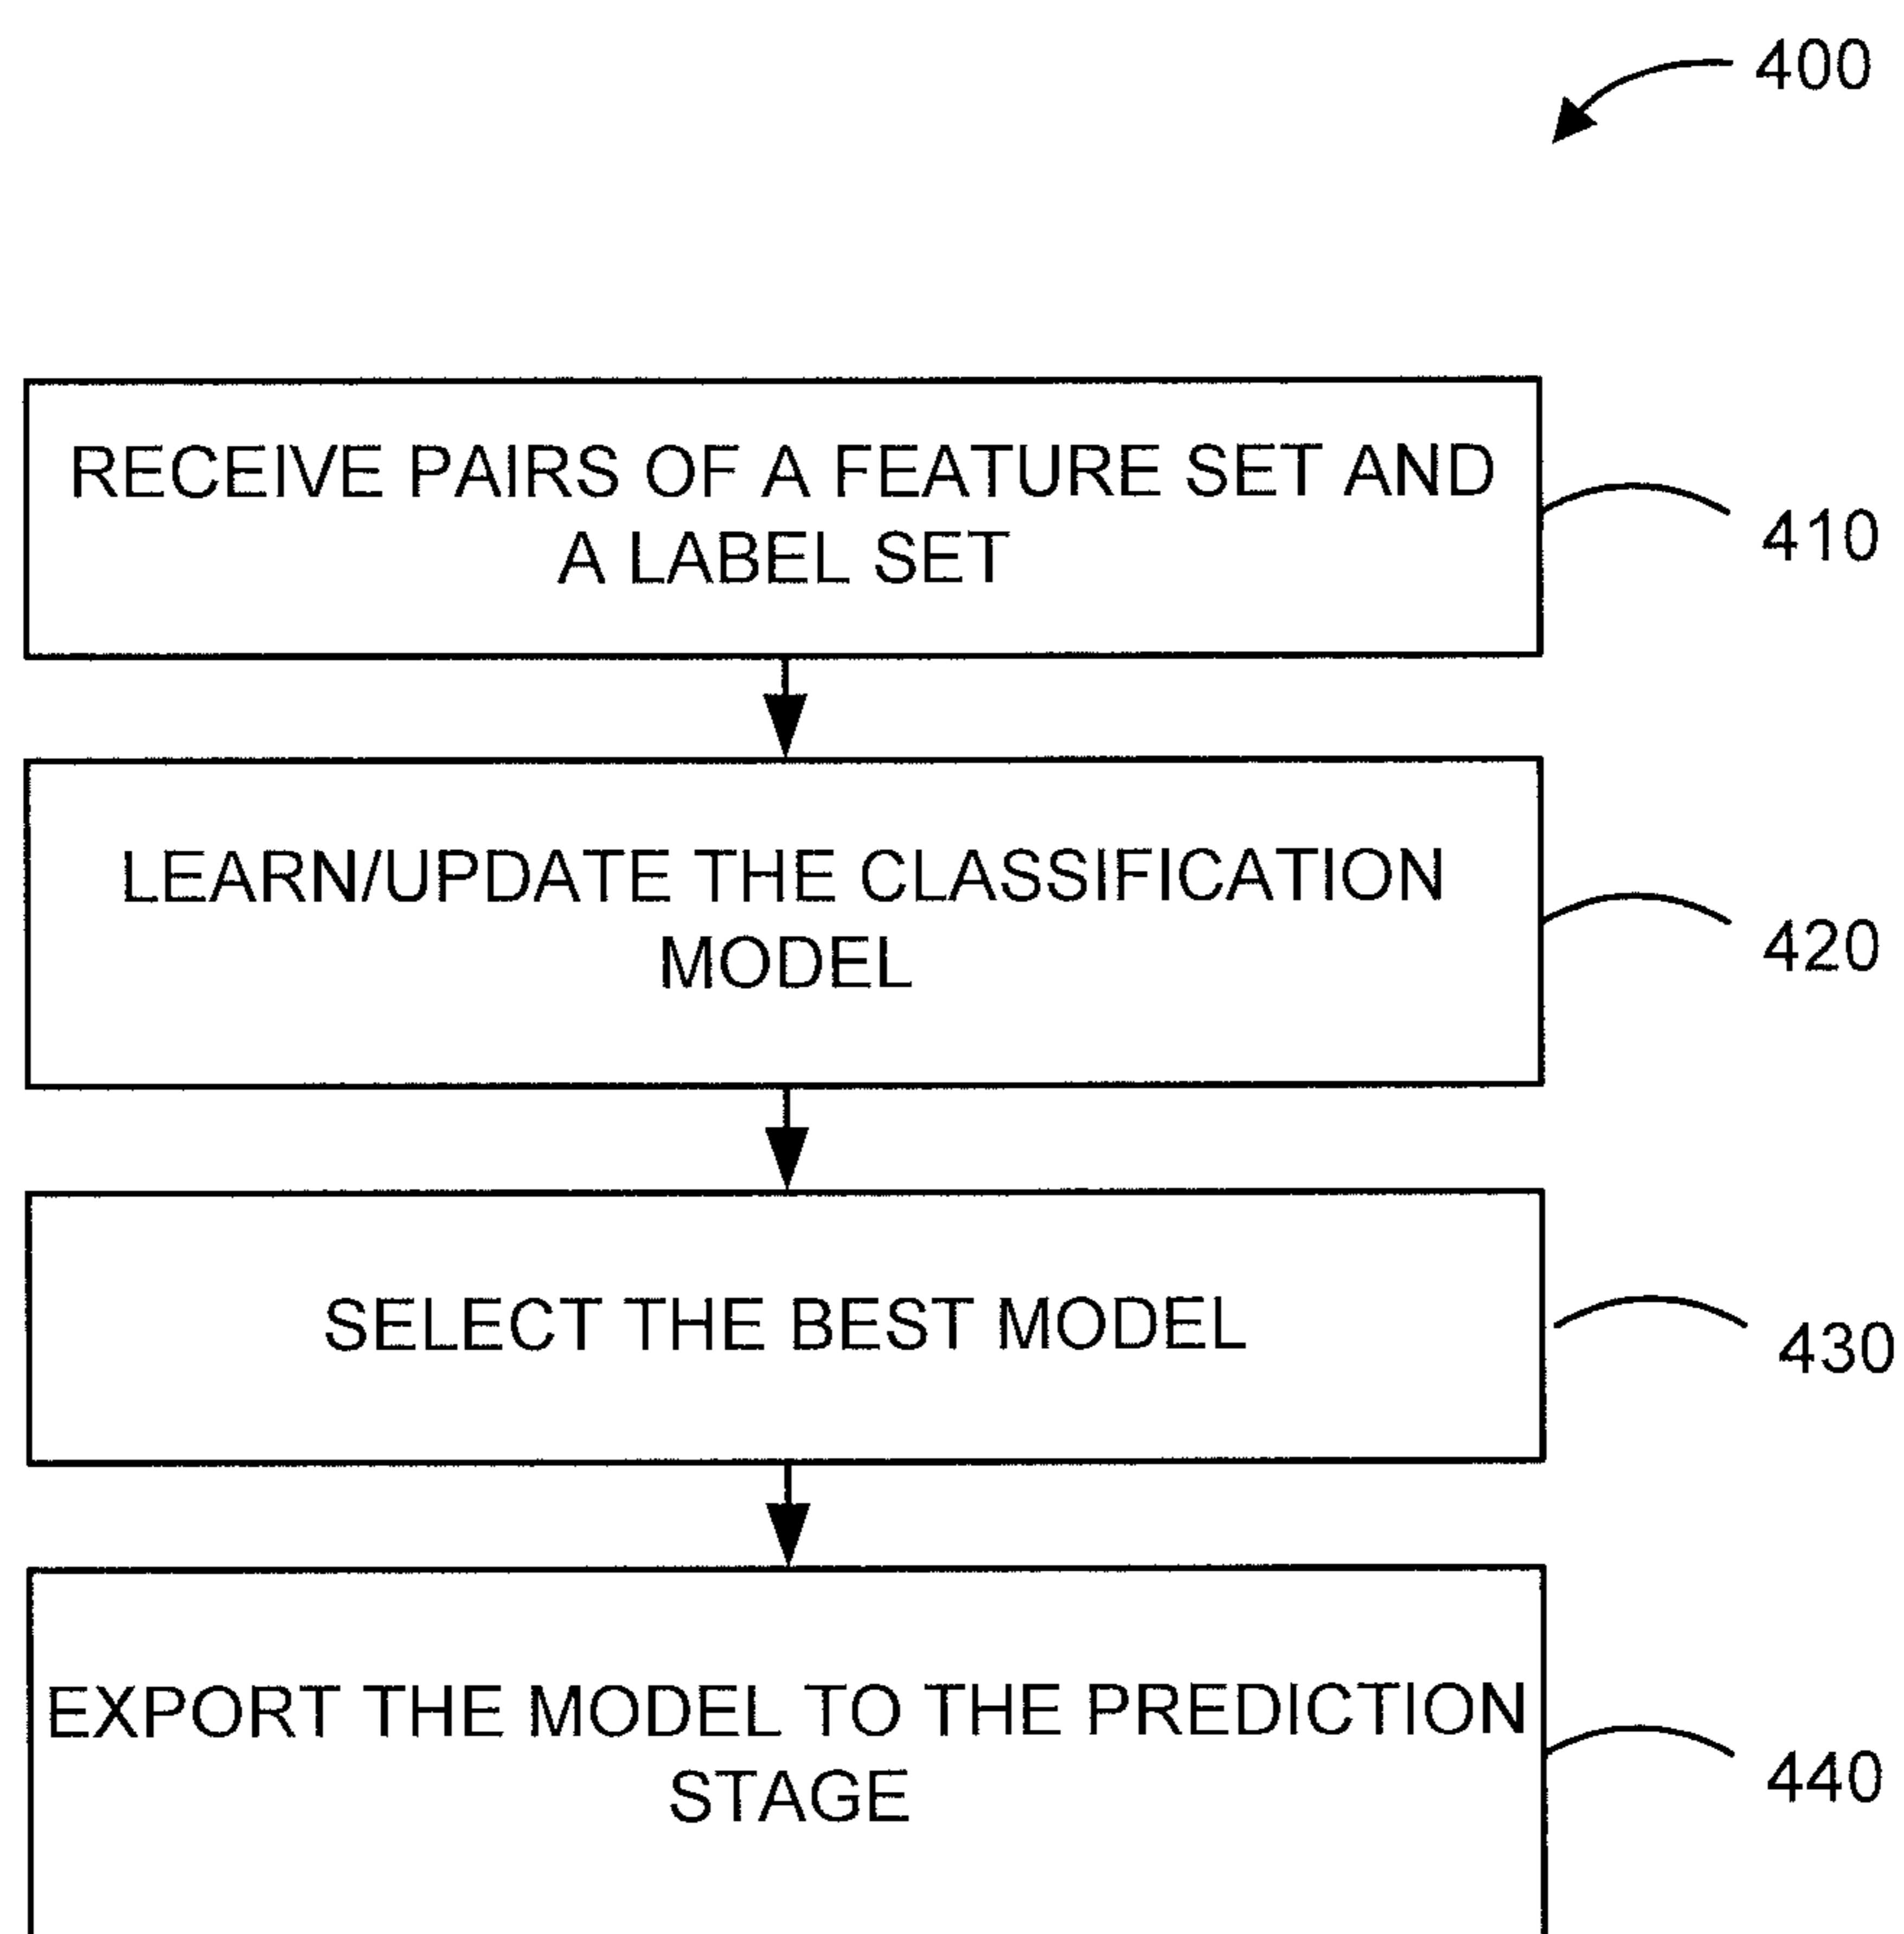 400
RECEIVE PAIRS OF A FEATURE SET AND
A LABEL SET
410
LEARN/UPDATE THE CLASSIFICATION
MODEL
420
SELECT THE BEST MODEL
430
EXPORT THE MODEL TO THE PREDICTION
STAGE
440